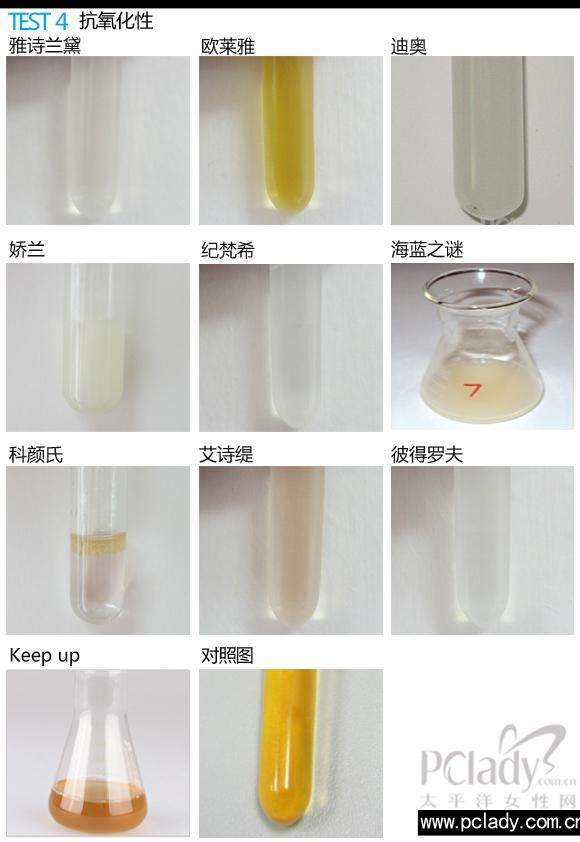 TEST 4 抗氧化性
雅诗兰黛 欧莱雅 迪奥
娇兰 纪梵希 海蓝之谜
7
科颜氏 艾诗缇 彼得罗夫
Keep up 对照图
PClady.com.cn
太平洋女性网
www.pclady.com.cn